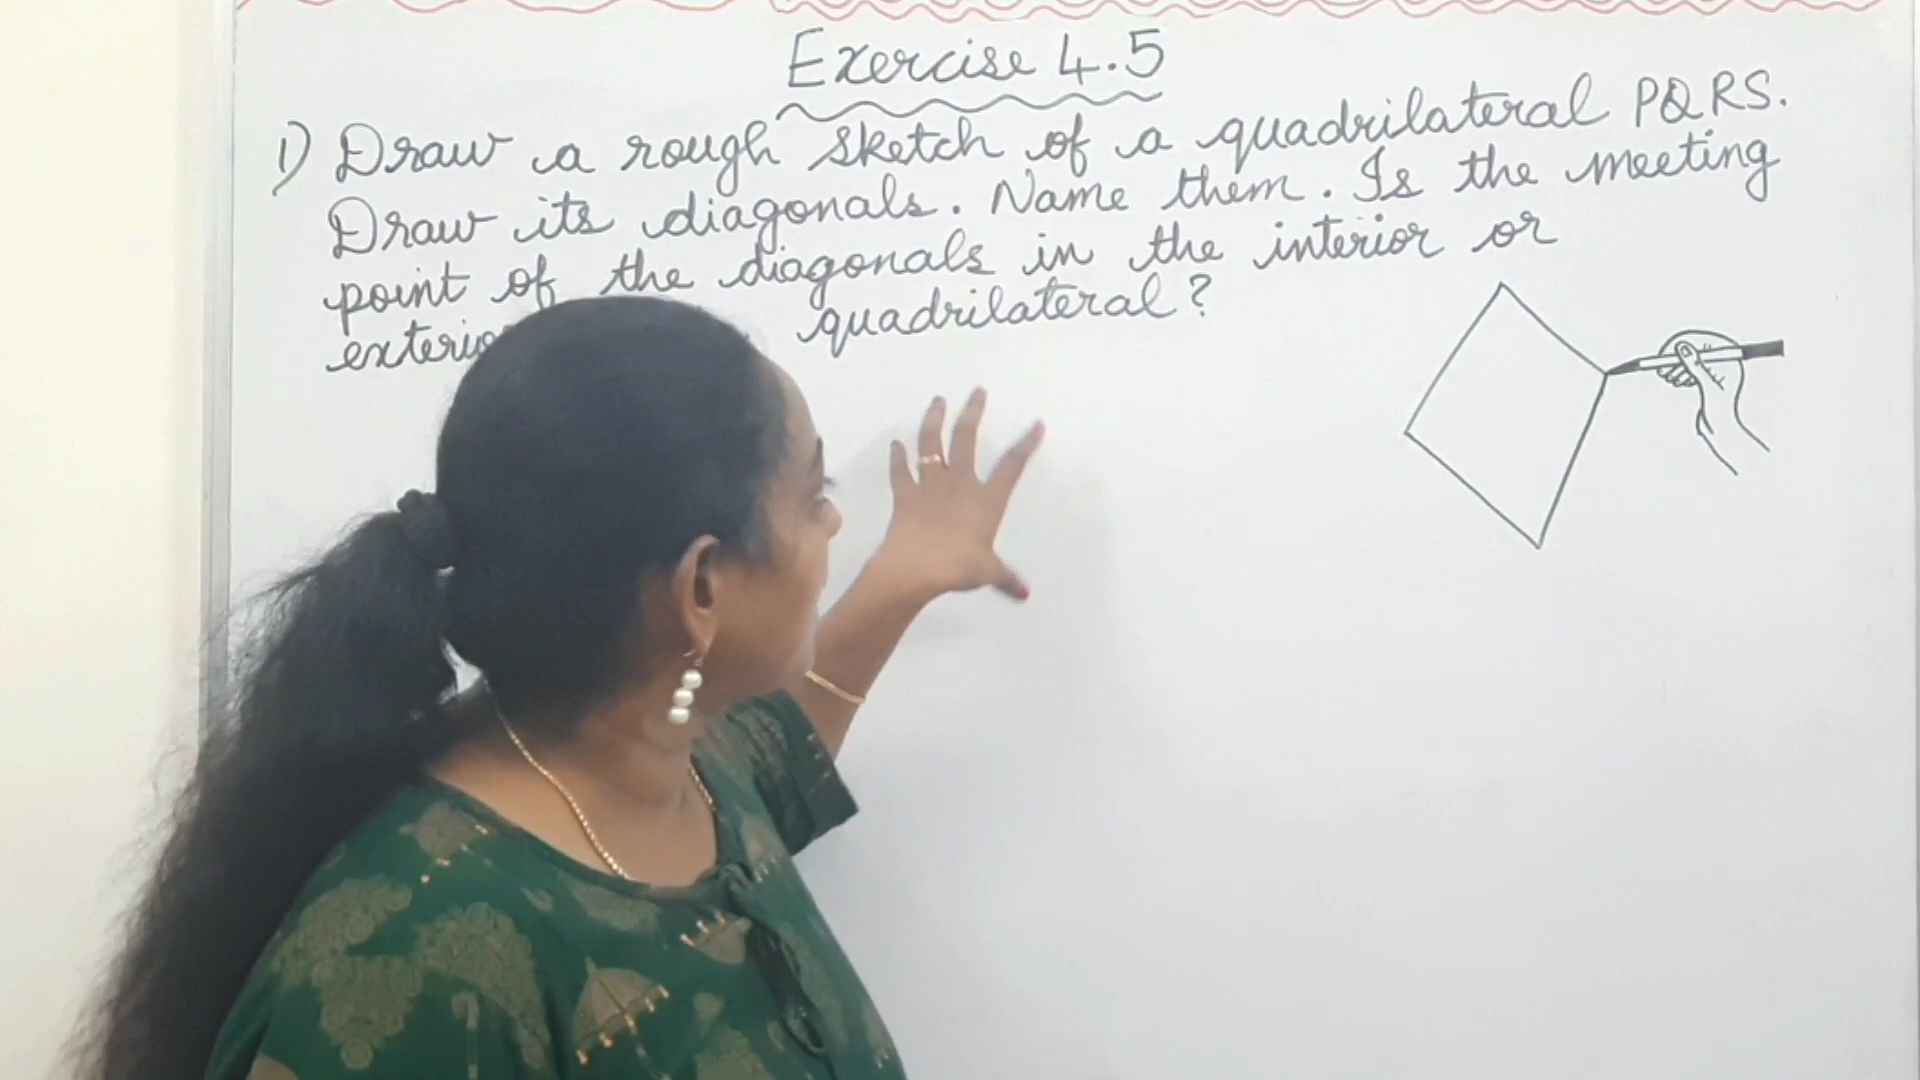 Exercise 4.5
1) Draw a rough sketch of a quadrilateral PQRS.
Draw its diagonals. Name them. Is the meeting
point of the diagonals in the interior or
quadrilateral?